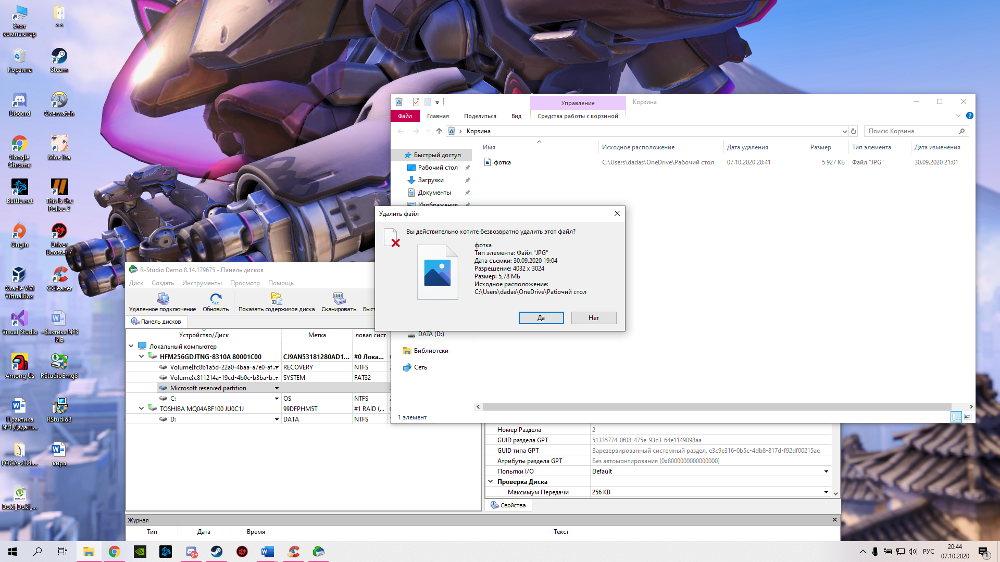 Этот
компьютер
^^
Корзина
Steam
Discord
Overwatch
Google
Chrome
Moe Era
Battle.net
This Is the
Police 2
Origin
Driver
Booster 7
Oracle VM
VirtualBox
CCleaner
Visual Studio
~$актика №3
ИБ
Among Us
RStudioEmg8
Практика
№1 Дадаш...
RStudio8
FOCA-v3.4....
киря
Doki_Doki_...
Управление
Корзина
Файл
Главная
Поделиться
Вид
Средства работы с корзиной
Корзина
Поиск: Корзина
Имя
Исходное расположение
Дата удаления
Размер
Тип элемента
Дата изменения
фотка
C:\Users\dadas\OneDrive\Рабочий стол
07.10.2020 20:41
5 927 КБ
Файл "JPG"
30.09.2020 21:01
Быстрый доступ
Рабочий стол
Загрузки
Документы
Изображения
DATA (D:)
Библиотеки
Сеть
1 элемент
Удалить файл
Вы действительно хотите безвозвратно удалить этот файл?
фотка
Тип элемента: Файл "JPG"
Дата съемки: 30.09.2020 19:04
Разрешение: 4032 x 3024
Размер: 5,78 МБ
Исходное расположение:
C:\Users\dadas\OneDrive\Рабочий стол
Да
Нет
R-Studio Demo 8.14.179675 - Панель дисков
Диск
Создать
Инструменты
Просмотр
Помощь
Удаленное подключение
Обновить
Показать содержимое диска
Сканировать
Быст
Панель дисков
Устройство/Диск
Метка
ловая сист
Локальный компьютер
HFM256GDJTNG-8310A 80001C00
CJ9AN53181280AD1...
#0 Лока...
Volume{fc8b1a5d-22a0-4baa-a7e0-af..
RECOVERY
NTFS
Volume{c811214a-19cd-4b0c-b3ba-b..
SYSTEM
FAT32
Microsoft reserved partition
C:
OS
NTFS
TOSHIBA MQ04ABF100 JU0C1J
99DFPHM5T
#1 RAID (...
D:
DATA
NTFS
Номер Раздела
2
GUID раздела GPT
51335774-0f08-475e-93c3-64e1149098aa
GUID типа GPT
Зарезервированный системный раздел, e3c9e316-0b5c-4db8-817d-f92df00215ae
Атрибуты раздела GPT
Без автомонтирования (0x8000000000000000)
Попытки I/O
Default
Проверка Диска
Максимум Передачи
256 KB
Свойства
Журнал
Тип
Дата
Время
Текст
9+
РУС
20:44
07.10.2020
1